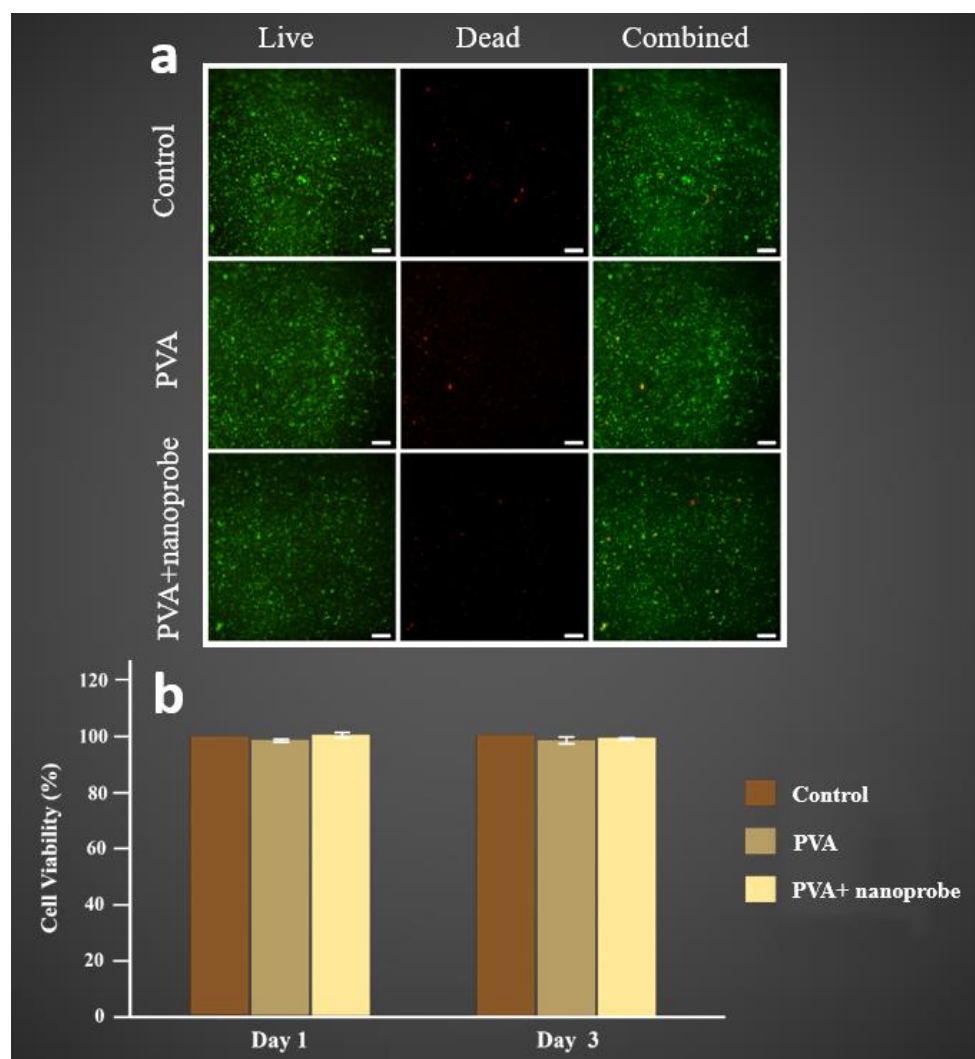 a
Live Dead Combined
Control
PVA
PVA+nanoprobe
b
Cell Viability (%)
120
100
80
60
40
20
0
Day 1 Day 3
Control
PVA
PVA+ nanoprobe